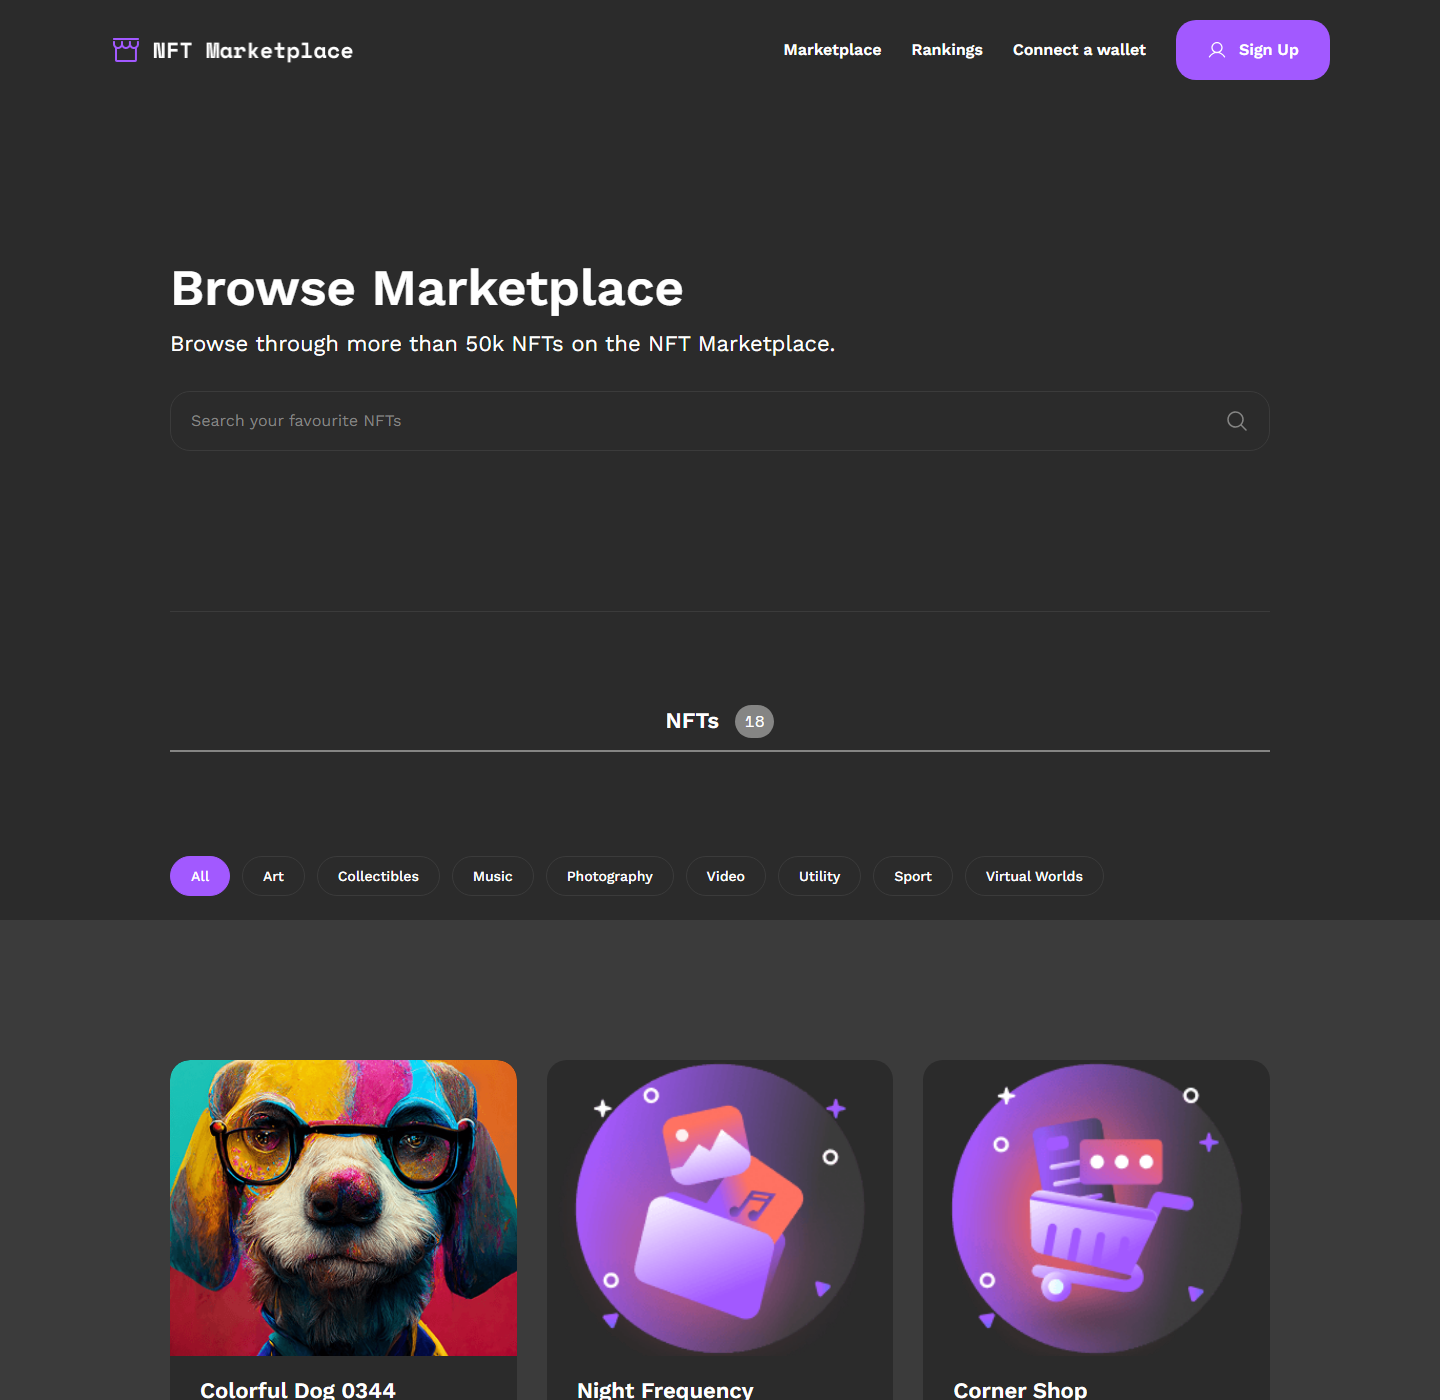 NFT Marketplace
Marketplace
Rankings
Connect a wallet
Sign Up
Browse Marketplace
Browse through more than 50k NFTs on the NFT Marketplace.
Search your favourite NFTs
NFTs 18
All
Art
Collectibles
Music
Photography
Video
Utility
Sport
Virtual Worlds
Colorful Dog 0344
Night Frequency
Corner Shop